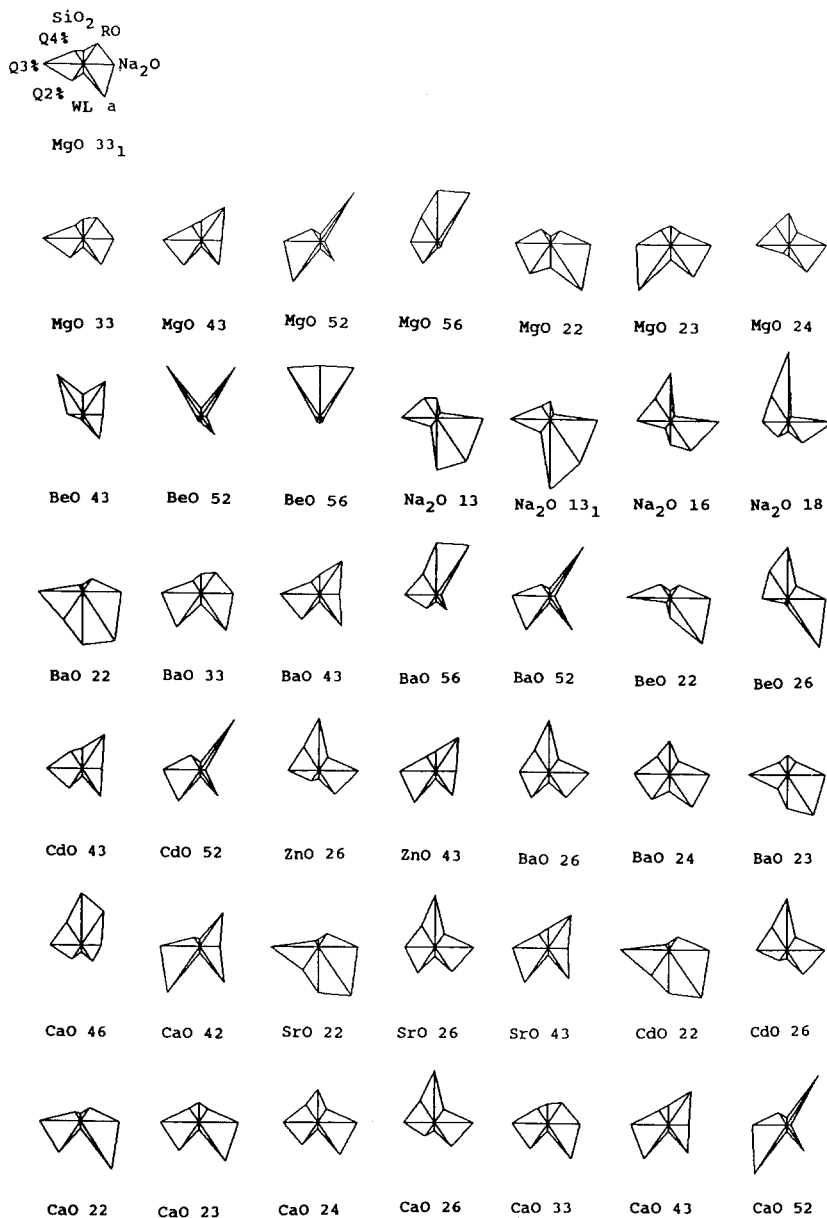 SiO₂
RO
Q4%
Q3%
Na₂O
Q2%
WL a
MgO 33₁
MgO 33 MgO 43 MgO 52 MgO 56 MgO 22 MgO 23 MgO 24
BeO 43 BeO 52 BeO 56 Na₂O 13 Na₂O 13₁ Na₂O 16 Na₂O 18
BaO 22 BaO 33 BaO 43 BaO 56 BaO 52 BeO 22 BeO 26
CdO 43 CdO 52 ZnO 26 ZnO 43 BaO 26 BaO 24 BaO 23
CaO 46 CaO 42 SrO 22 SrO 26 SrO 43 CdO 22 CdO 26
CaO 22 CaO 23 CaO 24 CaO 26 CaO 33 CaO 43 CaO 52